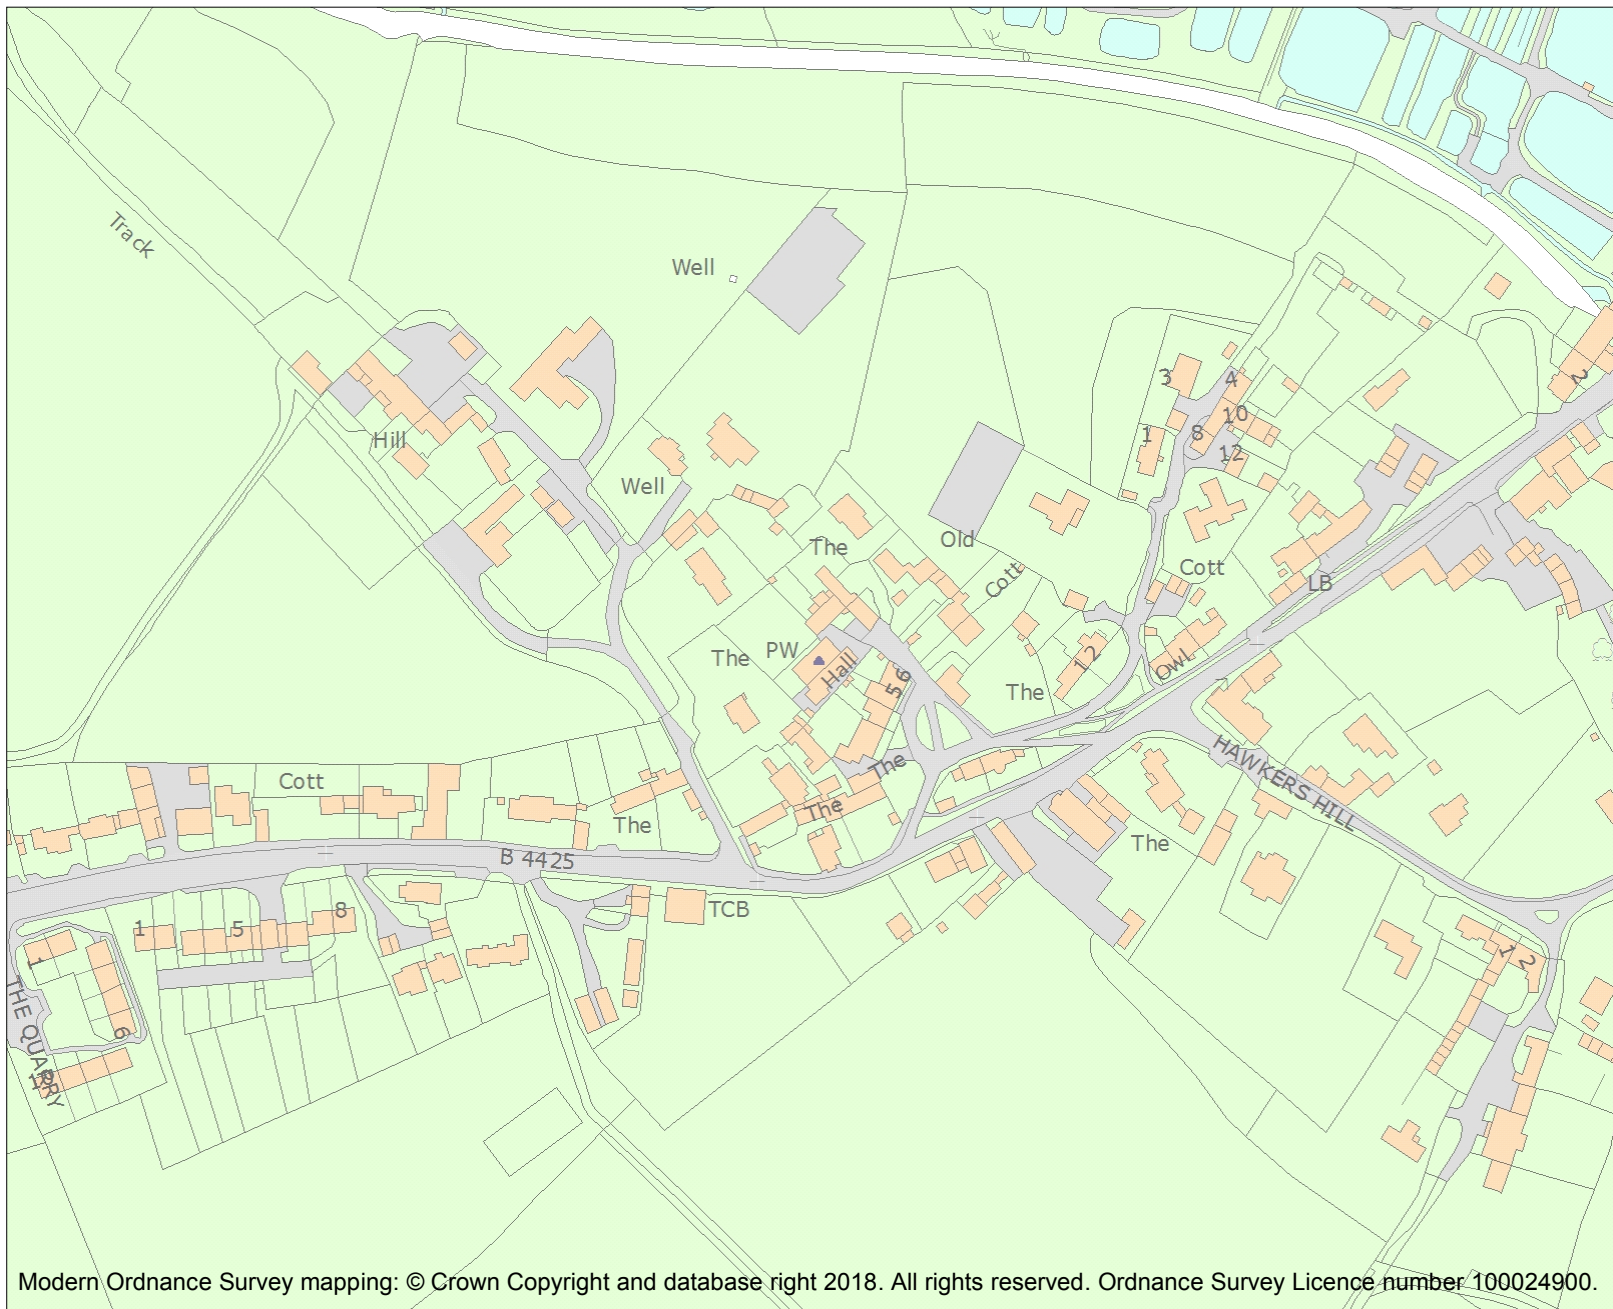 Track
Well
3
4
10
1
8
12
2
Hill
Well
The
Old
Cott
Cott
LB
The
PW
Hall
5 6
The
1 2
Owl
HAWKERS HILL
Cott
The
The
The
The
B 4425
TCB
1
5
8
1
6
THE QUARRY
1 2
Modern Ordnance Survey mapping: © Crown Copyright and database right 2018. All rights reserved. Ordnance Survey Licence number 100024900.